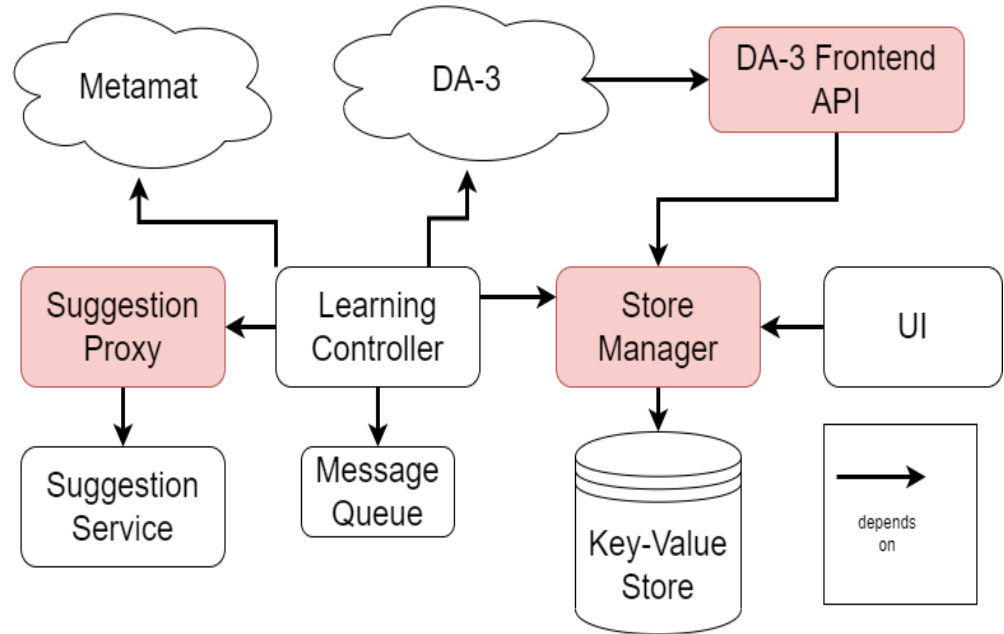 Metamat
DA-3
DA-3 Frontend
API
Suggestion
Proxy
Learning
Controller
Store
Manager
UI
Suggestion
Service
Message
Queue
Key-Value
Store
depends
on